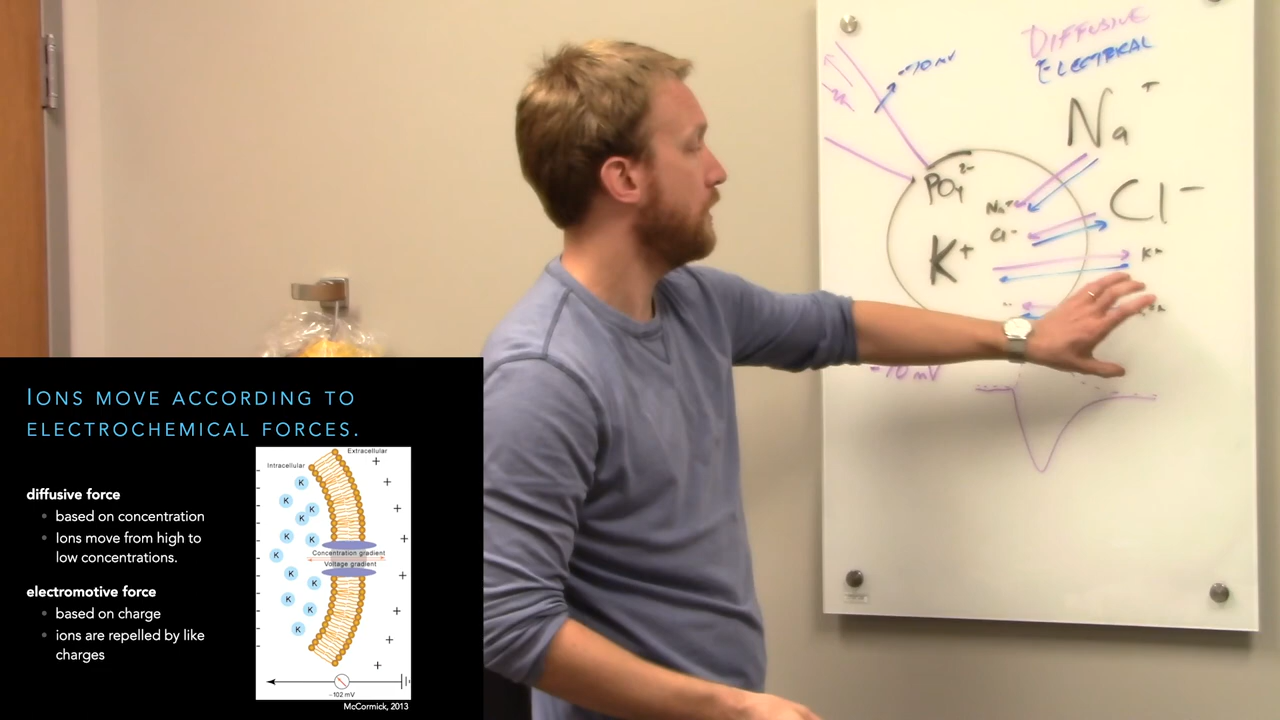 DIFFUSIVE
ELECTRICAL
-70 mV
Na+
PO4 2-
Na+
Cl-
Cl-
K+
K+
-70 mV
IONS MOVE ACCORDING TO
ELECTROCHEMICAL FORCES.
diffusive force
based on concentration
Ions move from high to
low concentrations.
electromotive force
based on charge
ions are repelled by like
charges
Extracellular
Intracellular
K
K
K
K
K
K
K
K
K
K
K
K
Concentration gradient
Voltage gradient
-102 mV
McCormick, 2013